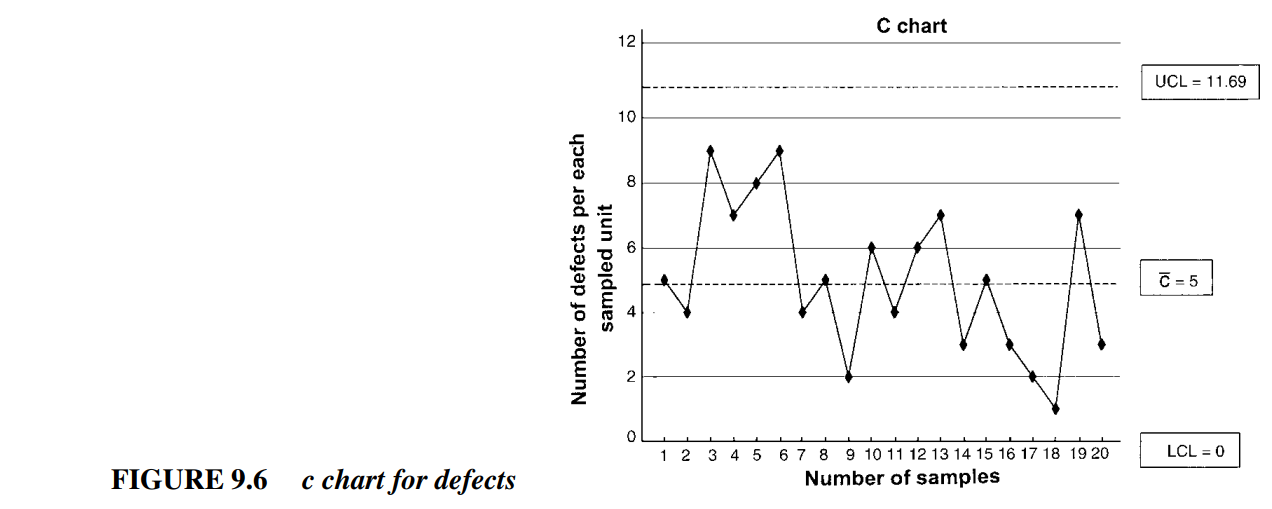 C chart
12
10
8
6
4
2
0
Number of defects per each
sampled unit
UCL = 11.69
C̅ = 5
LCL = 0
1 2 3 4 5 6 7 8 9 10 11 12 13 14 15 16 17 18 19 20
Number of samples
FIGURE 9.6 c chart for defects